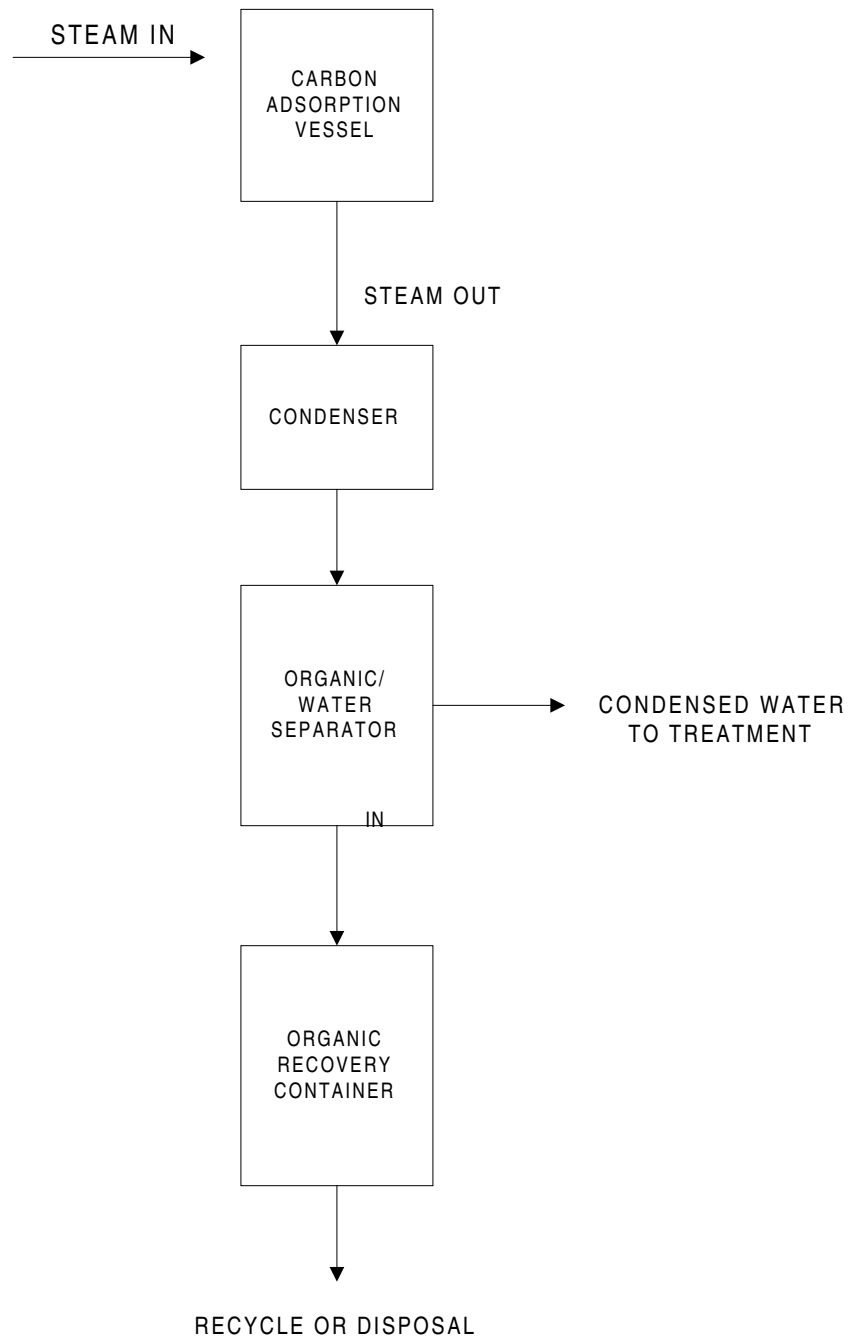 STEAM IN
CARBON
ADSORPTION
VESSEL
STEAM OUT
CONDENSER
ORGANIC/
WATER
SEPARATOR
CONDENSED WATER
TO TREATMENT
IN
ORGANIC
RECOVERY
CONTAINER
RECYCLE OR DISPOSAL